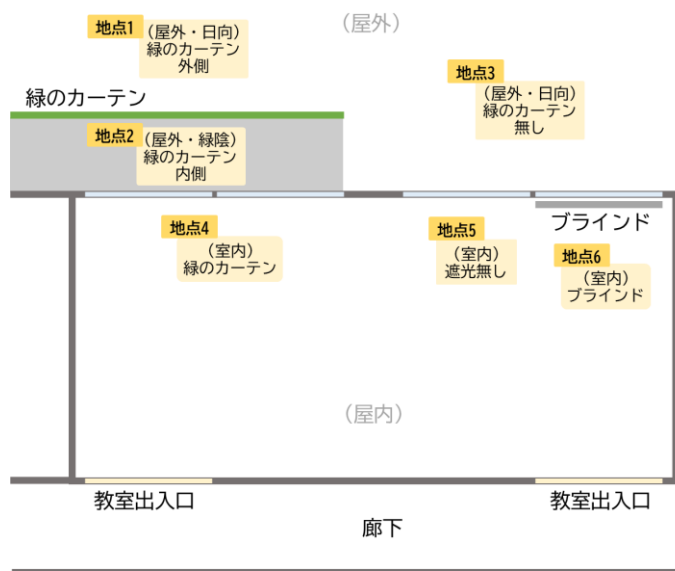 (屋外)
地点1
(屋外・日向)
緑のカーテン
外側
地点3
(屋外・日向)
緑のカーテン
無し
緑のカーテン
地点2
(屋外・緑陰)
緑のカーテン
内側
ブラインド
地点4
(室内)
緑のカーテン
地点5
(室内)
遮光無し
地点6
(室内)
ブラインド
(屋内)
教室出入口
教室出入口
廊下